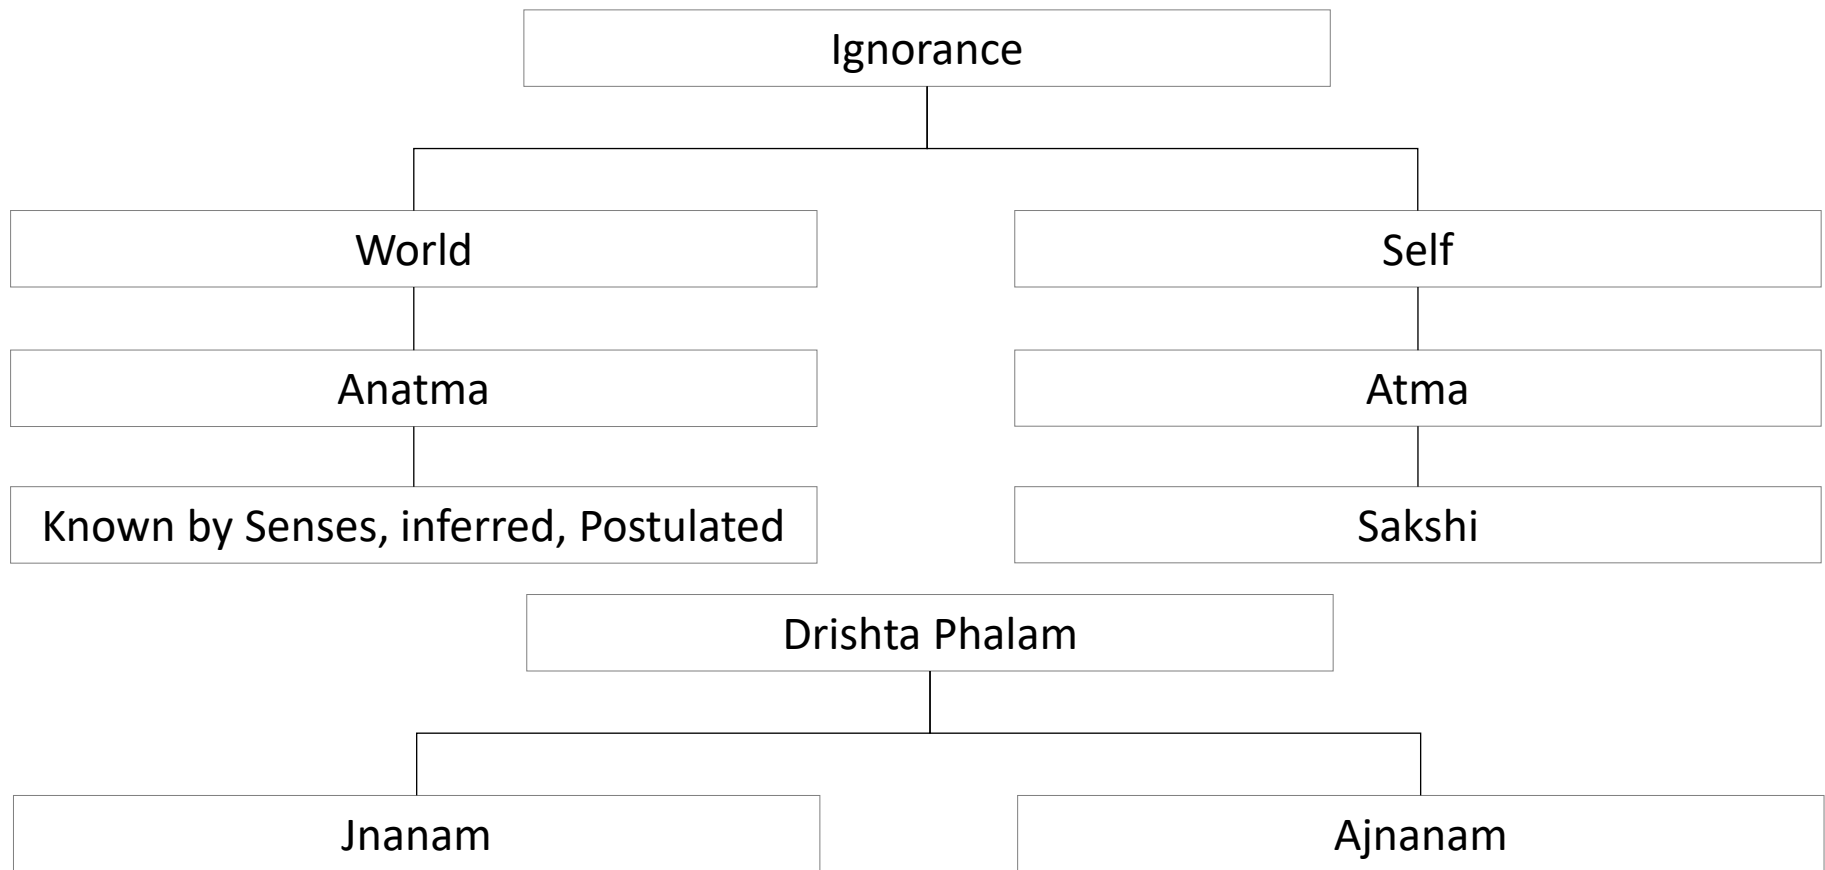 Ignorance
World
Self
Anatma
Atma
Known by Senses, inferred, Postulated
Sakshi
Drishta Phalam
Jnanam
Ajnanam